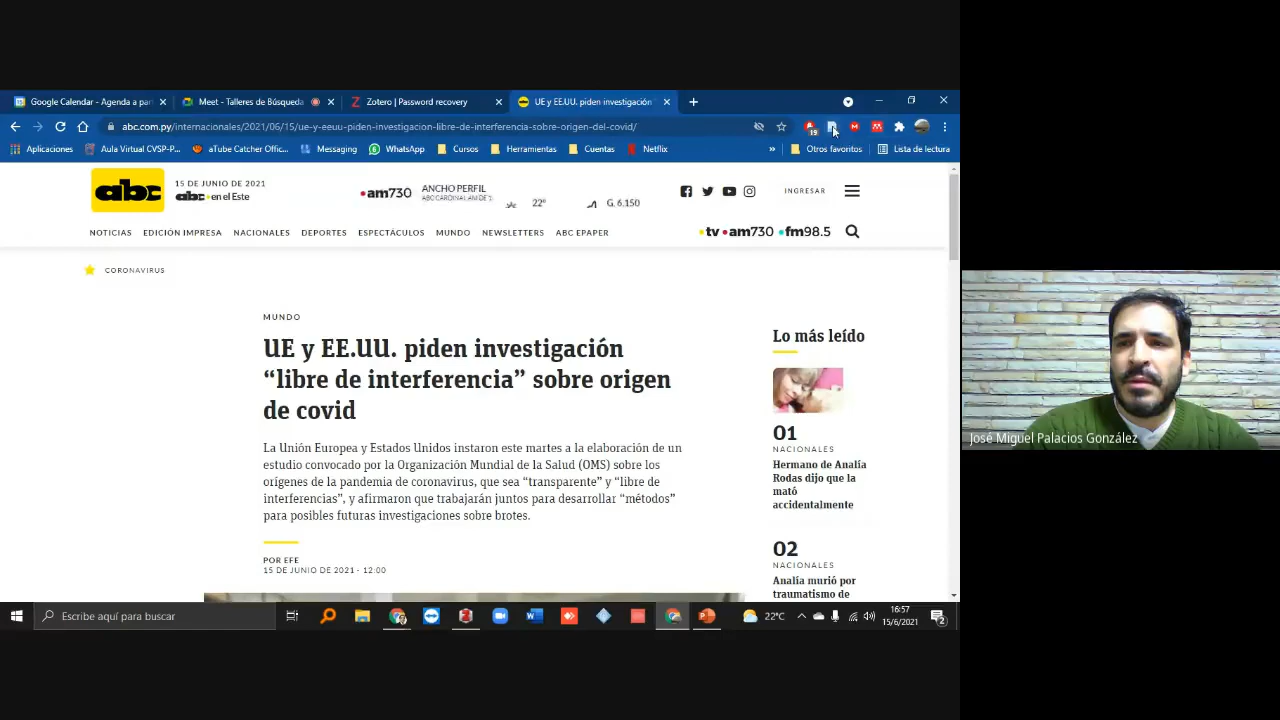 Google Calendar - Agenda a par
Meet - Talleres de Búsqueda
Zotero | Password recovery
UE y EE.UU. piden investigación
abc.com.py/internacionales/2021/06/15/ue-y-eeuu-piden-investigacion-libre-de-interferencia-sobre-origen-del-covid/
19
Aplicaciones
Aula Virtual CVSP-P...
aTube Catcher Offic...
Messaging
WhatsApp
Cursos
Herramientas
Cuentas
Netflix
»
Otros favoritos
Lista de lectura
abc
15 DE JUNIO DE 2021
abc en el Este
am730
ANCHO PERFIL
ABC CARDINAL AM DE 7:
22°
G. 6.150
INGRESAR
NOTICIAS
EDICIÓN IMPRESA
NACIONALES
DEPORTES
ESPECTÁCULOS
MUNDO
NEWSLETTERS
ABC EPAPER
tv
am730
fm98.5
CORONAVIRUS
MUNDO
UE y EE.UU. piden investigación
“libre de interferencia” sobre origen
de covid
La Unión Europea y Estados Unidos instaron este martes a la elaboración de un
estudio convocado por la Organización Mundial de la Salud (OMS) sobre los
orígenes de la pandemia de coronavirus, que sea “transparente” y “libre de
interferencias”, y afirmaron que trabajarán juntos para desarrollar “métodos”
para posibles futuras investigaciones sobre brotes.
POR EFE
15 DE JUNIO DE 2021 - 12:00
Lo más leído
01
NACIONALES
Hermano de Analía
Rodas dijo que la
mató
accidentalmente
02
NACIONALES
Analía murió por
traumatismo de
José Miguel Palacios González
Escribe aquí para buscar
22°C
16:57
15/6/2021
2